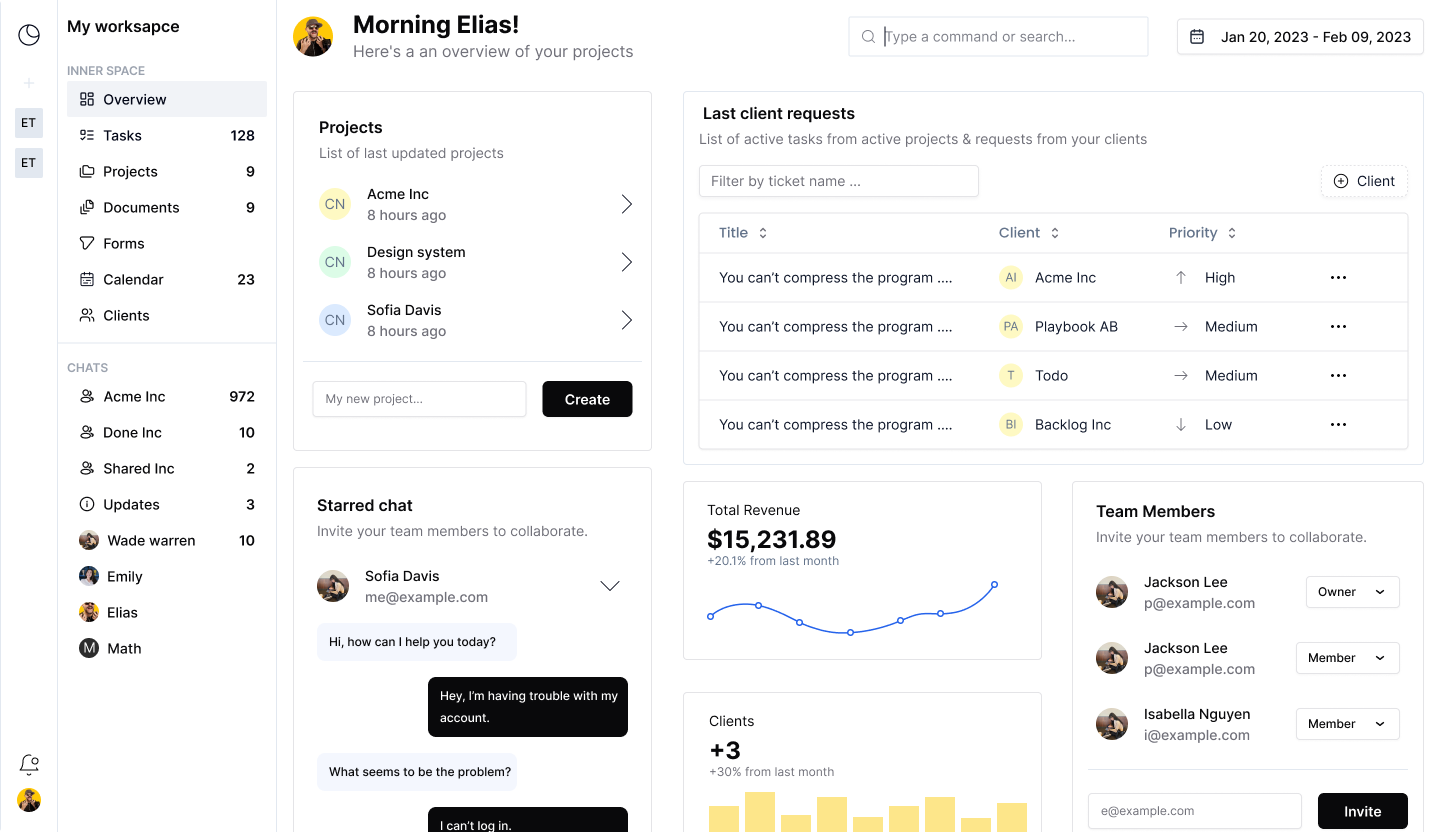 My worksapce
INNER SPACE
ET
ET
Overview
Tasks 128
Projects 9
Documents 9
Forms
Calendar 23
Clients
CHATS
Acme Inc 972
Done Inc 10
Shared Inc 2
Updates 3
Wade warren 10
Emily
Elias
M Math
Morning Elias!
Here's a an overview of your projects
Type a command or search...
Jan 20, 2023 - Feb 09, 2023
Projects
List of last updated projects
CN Acme Inc
8 hours ago
CN Design system
8 hours ago
CN Sofia Davis
8 hours ago
My new project...
Create
Last client requests
List of active tasks from active projects & requests from your clients
Filter by ticket name ...
Client
Title Client Priority
You can’t compress the program .... AI Acme Inc High
You can’t compress the program .... PA Playbook AB Medium
You can’t compress the program .... T Todo Medium
You can’t compress the program .... BI Backlog Inc Low
Starred chat
Invite your team members to collaborate.
Sofia Davis
me@example.com
Hi, how can I help you today?
Hey, I’m having trouble with my
account.
What seems to be the problem?
I can’t log in.
Total Revenue
$15,231.89
+20.1% from last month
Clients
+3
+30% from last month
Team Members
Invite your team members to collaborate.
Jackson Lee
p@example.com
Owner
Jackson Lee
p@example.com
Member
Isabella Nguyen
i@example.com
Member
e@example.com
Invite